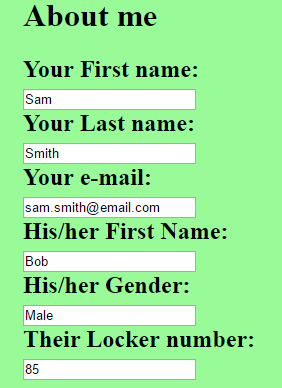 About me
Your First name:
Sam
Your Last name:
Smith
Your e-mail:
sam.smith@email.com
His/her First Name:
Bob
His/her Gender:
Male
Their Locker number:
85